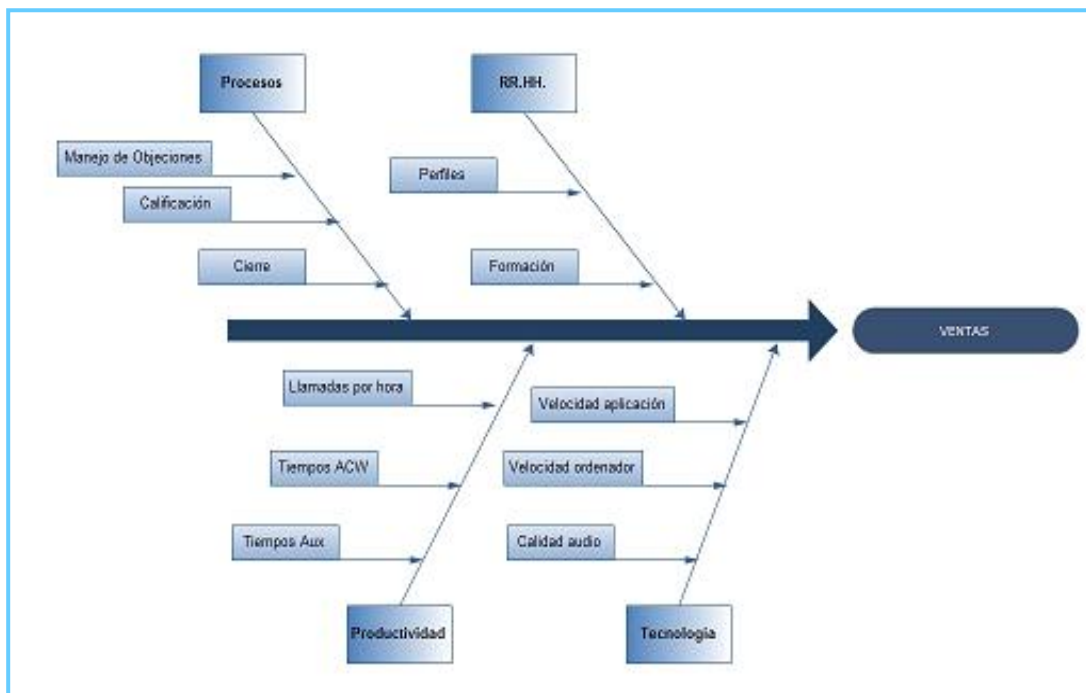 Procesos
RR.HH.
Manejo de Objeciones
Perfiles
Calificación
Cierre
Formación
VENTAS
Llamadas por hora
Velocidad aplicación
Tiempos ACW
Velocidad ordenador
Tiempos Aux
Calidad audio
Productividad
Tecnología